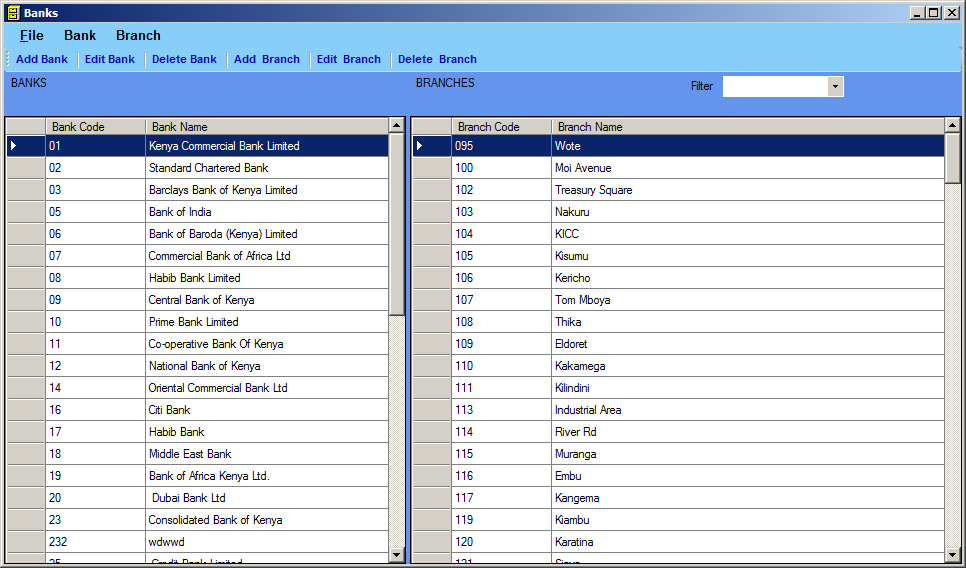 Banks
File Bank Branch
Add Bank Edit Bank Delete Bank Add Branch Edit Branch Delete Branch
BANKS BRANCHES Filter
Bank Code Bank Name
01 Kenya Commercial Bank Limited
02 Standard Chartered Bank
03 Barclays Bank of Kenya Limited
05 Bank of India
06 Bank of Baroda (Kenya) Limited
07 Commercial Bank of Africa Ltd
08 Habib Bank Limited
09 Central Bank of Kenya
10 Prime Bank Limited
11 Co-operative Bank Of Kenya
12 National Bank of Kenya
14 Oriental Commercial Bank Ltd
16 Citi Bank
17 Habib Bank
18 Middle East Bank
19 Bank of Africa Kenya Ltd.
20 Dubai Bank Ltd
23 Consolidated Bank of Kenya
232 wdwwd
25 Credit Bank Limited
Branch Code Branch Name
095 Wote
100 Moi Avenue
102 Treasury Square
103 Nakuru
104 KICC
105 Kisumu
106 Kericho
107 Tom Mboya
108 Thika
109 Eldoret
110 Kakamega
111 Kilindini
113 Industrial Area
114 River Rd
115 Muranga
116 Embu
117 Kangema
119 Kiambu
120 Karatina
121 Siaya